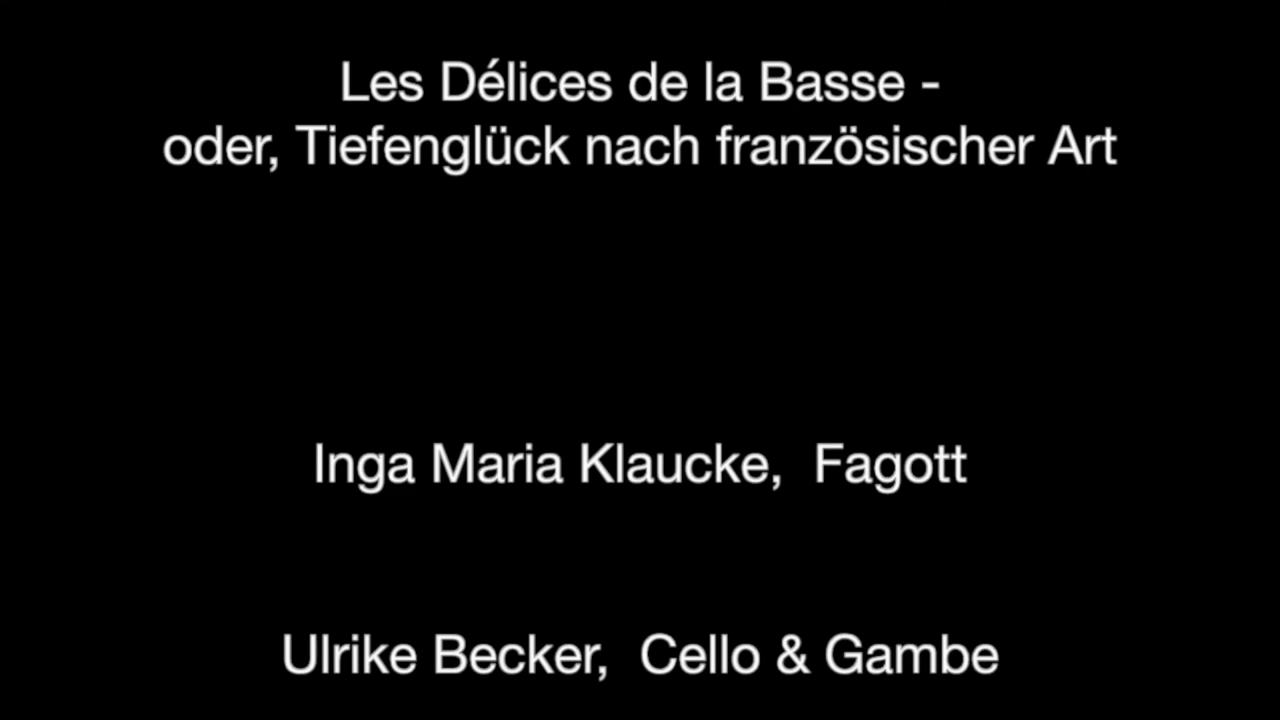 Les Délices de la Basse -
oder, Tiefenglück nach französischer Art
Inga Maria Klaucke,  Fagott
Ulrike Becker,  Cello & Gambe